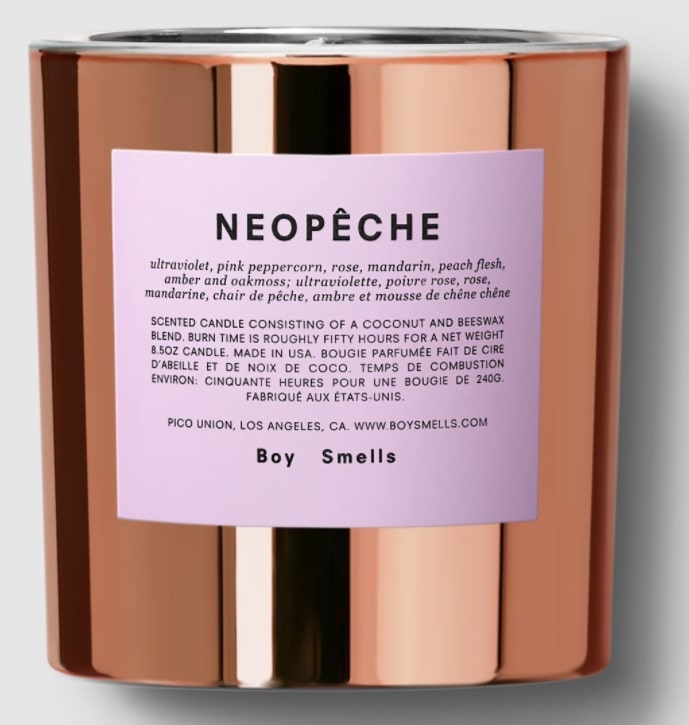 NEOPÊCHE
ultraviolet, pink peppercorn, rose, mandarin, peach flesh,
amber and oakmoss; ultraviolette, poivre rose, rose,
mandarine, chair de pêche, ambre et mousse de chêne chêne
SCENTED CANDLE CONSISTING OF A COCONUT AND BEESWAX
BLEND. BURN TIME IS ROUGHLY FIFTY HOURS FOR A NET WEIGHT
8.5OZ CANDLE. MADE IN USA. BOUGIE PARFUMÉE FAIT DE CIRE
D'ABEILLE ET DE NOIX DE COCO. TEMPS DE COMBUSTION
ENVIRON: CINQUANTE HEURES POUR UNE BOUGIE DE 240G.
FABRIQUÉ AUX ÉTATS-UNIS.
PICO UNION, LOS ANGELES, CA. WWW.BOYSMELLS.COM
Boy Smells